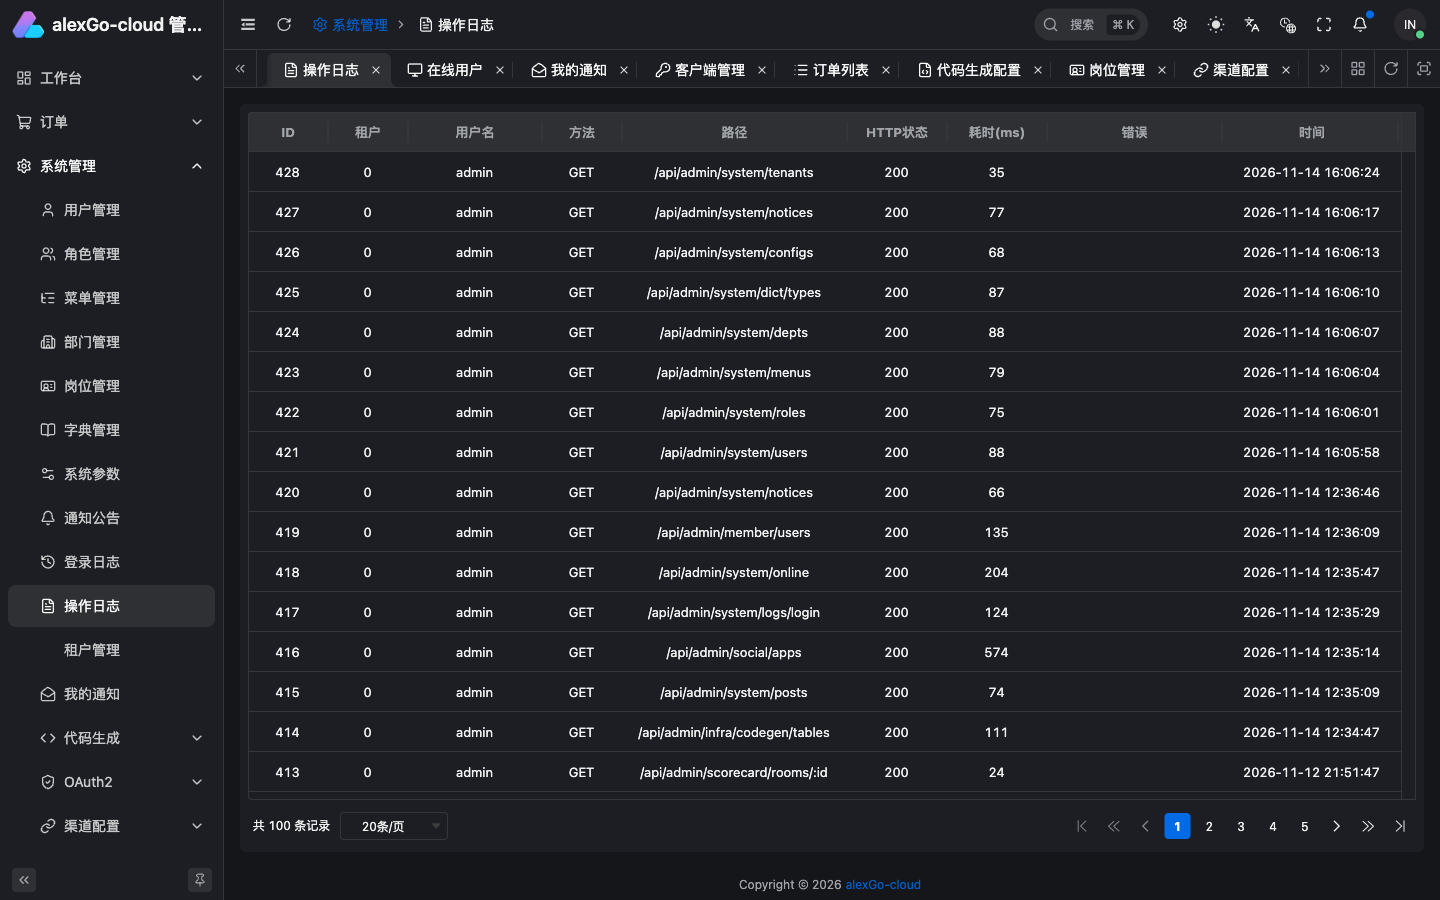 alexGo-cloud 管...
系统管理
操作日志
搜索
⌘ K
IN
工作台
订单
系统管理
用户管理
角色管理
菜单管理
部门管理
岗位管理
字典管理
系统参数
通知公告
登录日志
操作日志
租户管理
我的通知
代码生成
OAuth2
渠道配置
操作日志 在线用户 我的通知 客户端管理 订单列表 代码生成配置 岗位管理 渠道配置
ID 租户 用户名 方法 路径 HTTP状态 耗时(ms) 错误 时间
428 0 admin GET /api/admin/system/tenants 200 35 2026-11-14 16:06:24
427 0 admin GET /api/admin/system/notices 200 77 2026-11-14 16:06:17
426 0 admin GET /api/admin/system/configs 200 68 2026-11-14 16:06:13
425 0 admin GET /api/admin/system/dict/types 200 87 2026-11-14 16:06:10
424 0 admin GET /api/admin/system/depts 200 88 2026-11-14 16:06:07
423 0 admin GET /api/admin/system/menus 200 79 2026-11-14 16:06:04
422 0 admin GET /api/admin/system/roles 200 75 2026-11-14 16:06:01
421 0 admin GET /api/admin/system/users 200 88 2026-11-14 16:05:58
420 0 admin GET /api/admin/system/notices 200 66 2026-11-14 12:36:46
419 0 admin GET /api/admin/member/users 200 135 2026-11-14 12:36:09
418 0 admin GET /api/admin/system/online 200 204 2026-11-14 12:35:47
417 0 admin GET /api/admin/system/logs/login 200 124 2026-11-14 12:35:29
416 0 admin GET /api/admin/social/apps 200 574 2026-11-14 12:35:14
415 0 admin GET /api/admin/system/posts 200 74 2026-11-14 12:35:09
414 0 admin GET /api/admin/infra/codegen/tables 200 111 2026-11-14 12:34:47
413 0 admin GET /api/admin/scorecard/rooms/:id 200 24 2026-11-12 21:51:47
共 100 条记录 20条/页 1 2 3 4 5
Copyright © 2026 alexGo-cloud